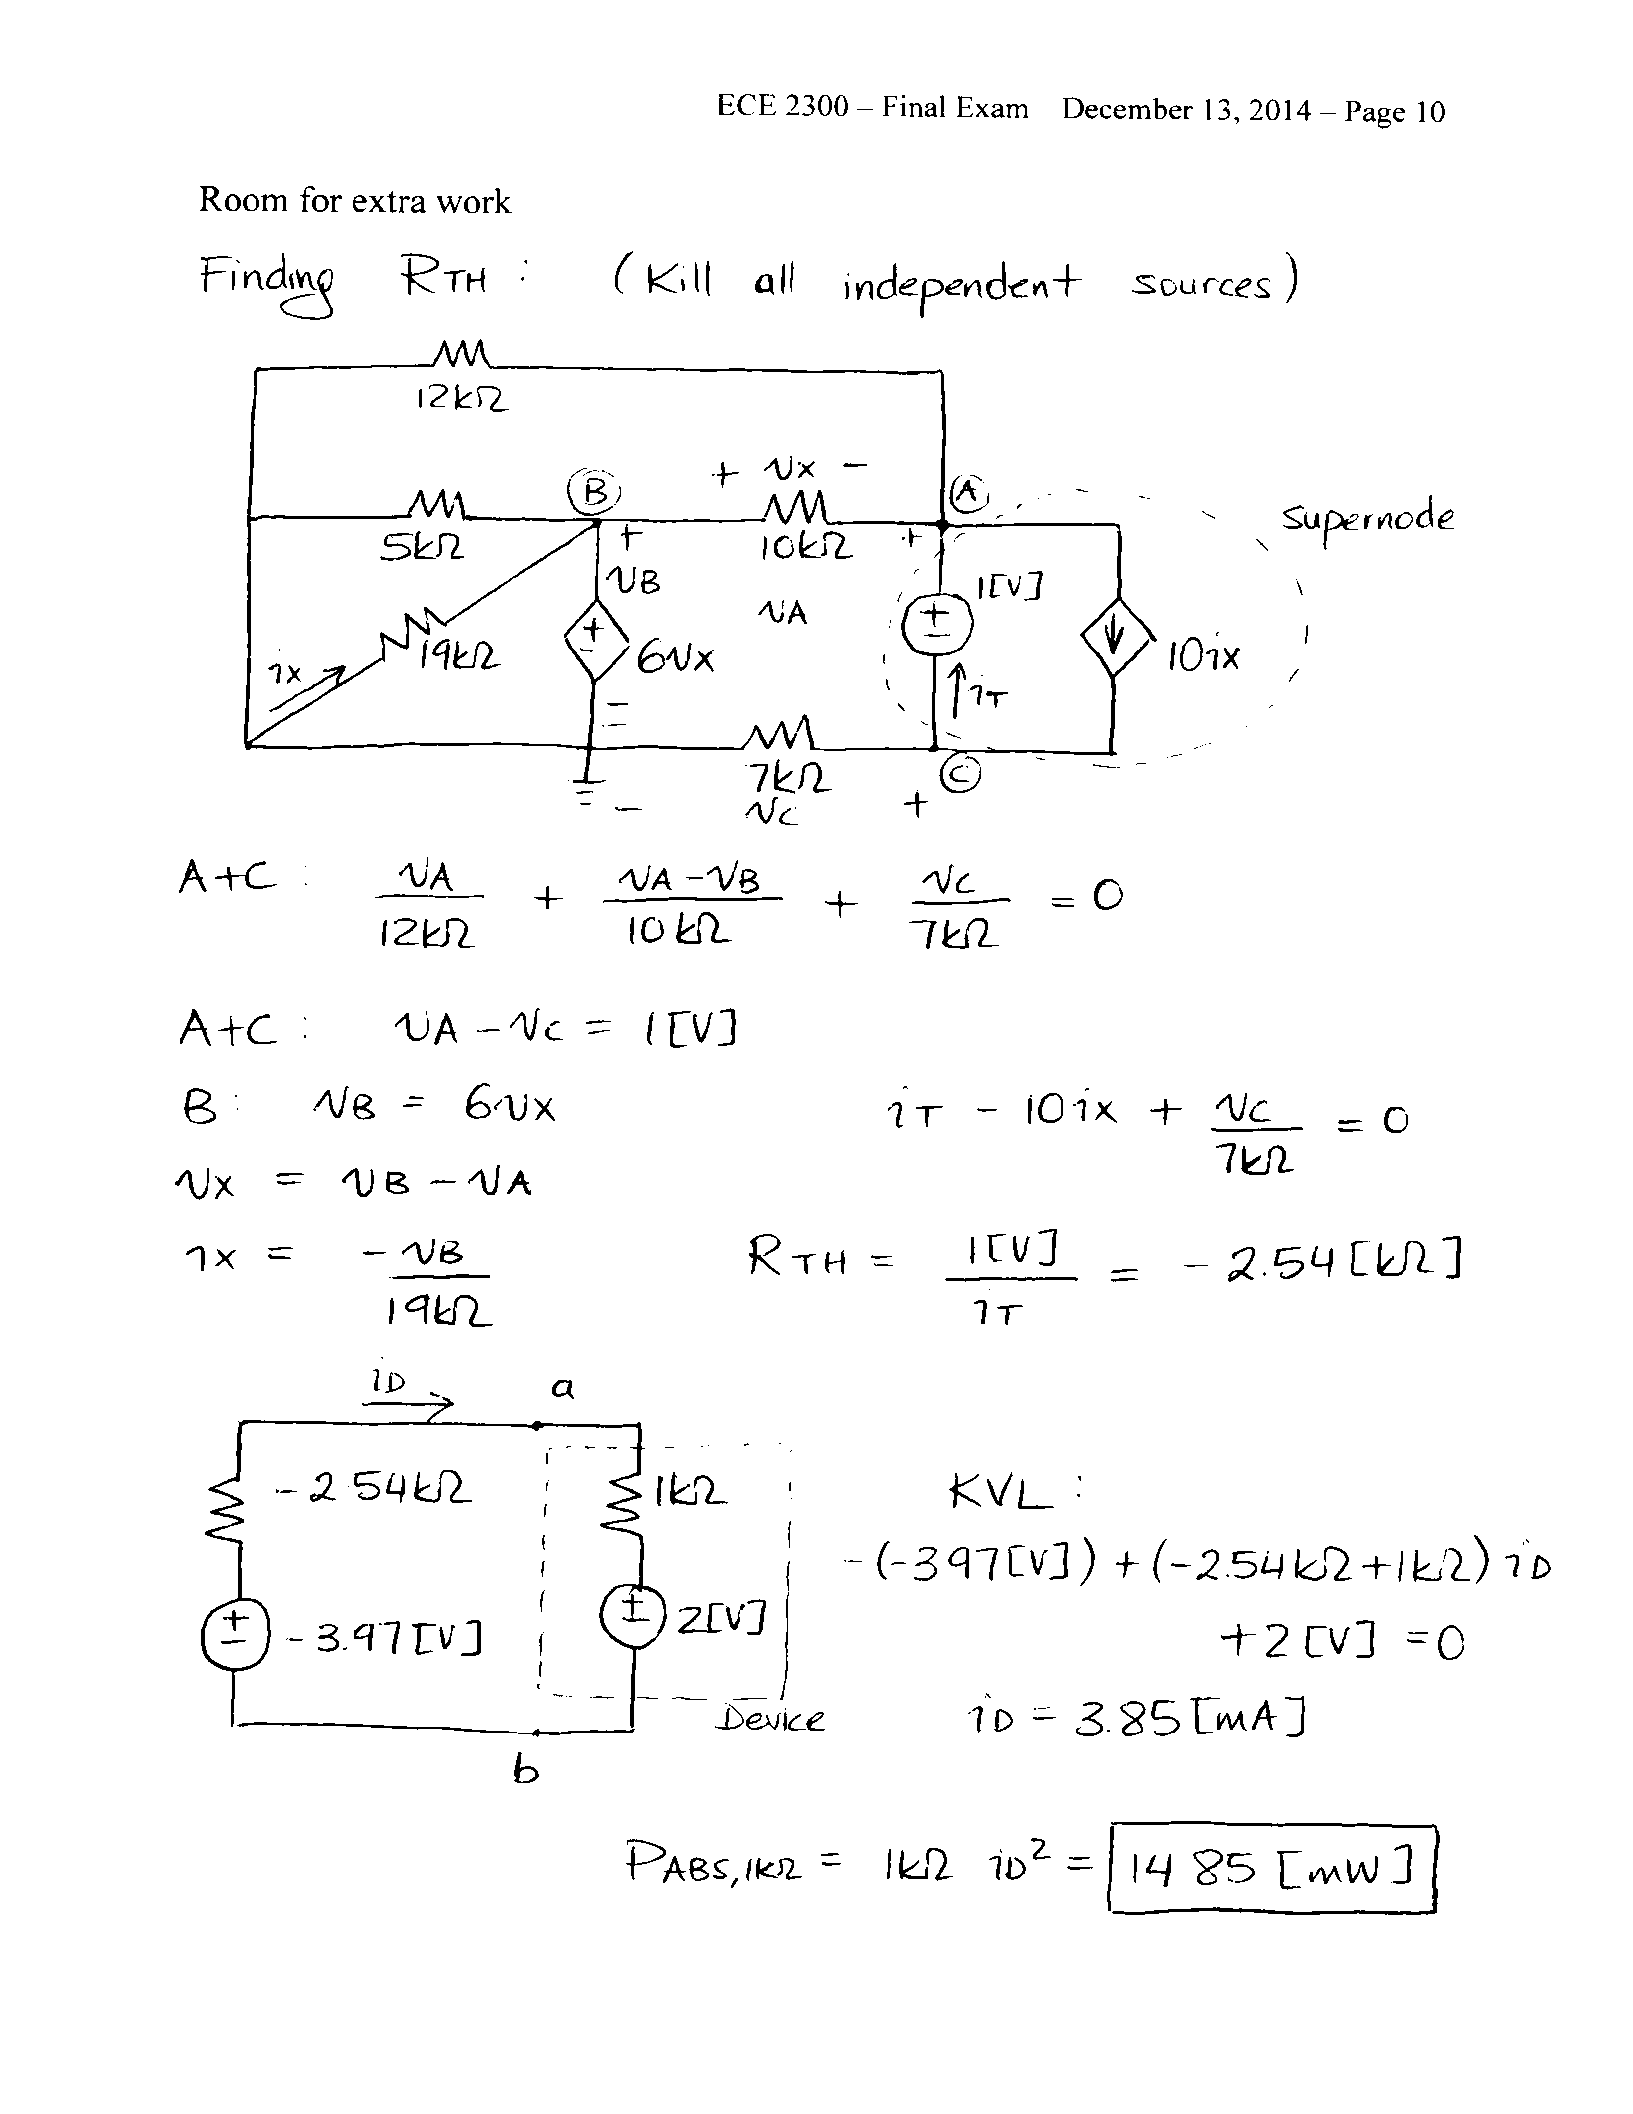 ECE 2300 – Final Exam December 13, 2014 – Page 10
Room for extra work
Finding RTH : (Kill all independent sources)
12kΩ
+ vx −
B
A
supernode
5kΩ
+
10kΩ
+
vB
1[V]
vA
+
−
+
−
19kΩ
6vx
10ix
ix
iT
−
7kΩ
C
− vc +
A+C : vA/12kΩ + vA−vB/10kΩ + vc/7kΩ = 0
A+C : vA − vc = 1[V]
B: vB = 6vx
iT − 10ix + vc/7kΩ = 0
vx = vB − vA
ix = −vB/19kΩ
RTH = 1[V]/iT = −2.54[kΩ]
iD a
−2.54kΩ
1kΩ
KVL :
−(−397[V]) + (−2.54kΩ+1kΩ) iD
+
−
−3.97[V]
+
−
2[V]
+2[V] = 0
Device
iD = 3.85[mA]
b
PABS,1kΩ = 1kΩ iD² = 14 85 [mW]